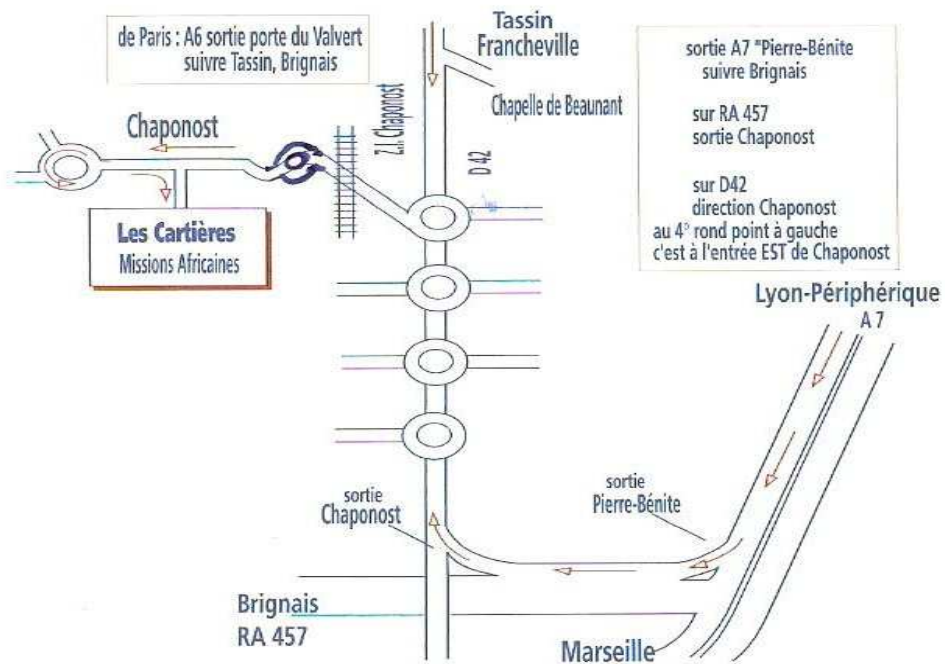 de Paris : A6 sortie porte du Valvert
suivre Tassin, Brignais
Tassin
Francheville
Chapelle de Beaunant
sortie A7 "Pierre-Bénite
suivre Brignais
sur RA 457
sortie Chaponost
sur D42
direction Chaponost
au 4° rond point à gauche
c'est à l'entrée EST de Chaponost
Chaponost
Z.I. Chaponost
D 42
Les Cartières
Missions Africaines
Lyon-Périphérique
A 7
sortie
Chaponost
sortie
Pierre-Bénite
Brignais
RA 457
Marseille